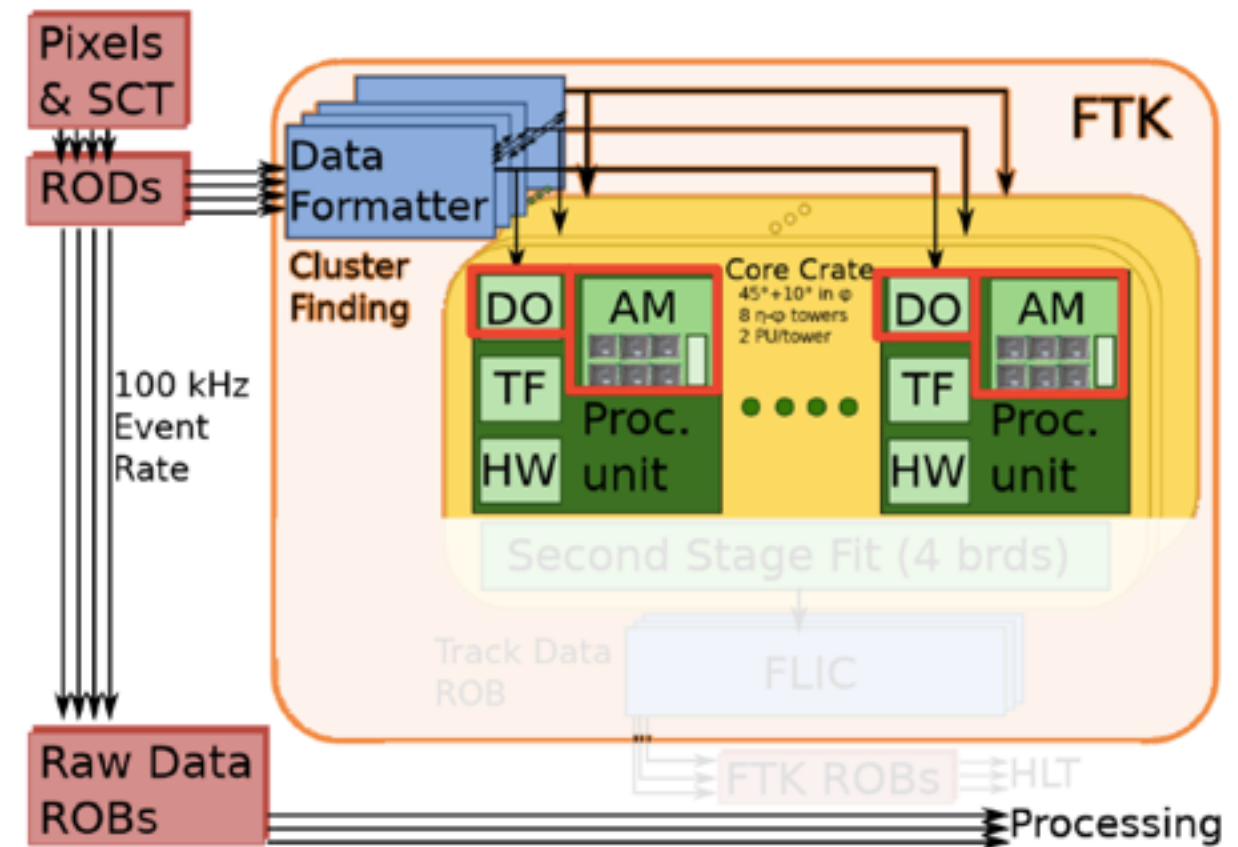 Pixels
& SCT
RODs
Data
Formatter
FTK
Cluster
Finding
100 kHz
Event
Rate
DO
AM
TF
HW
Proc.
unit
Core Crate
45°+10° in φ
8 η-φ towers
2 PU/tower
DO
AM
TF
HW
Proc.
unit
Second Stage Fit (4 brds)
Track Data
ROB
FLIC
FTK ROBs
HLT
Raw Data
ROBs
Processing